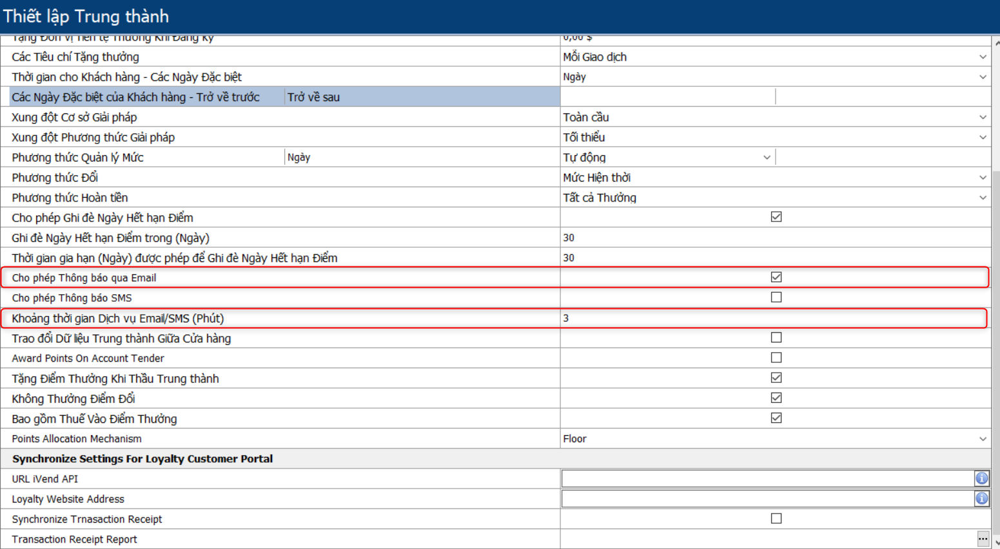 Thiết lập Trung thành
Tặng Đơn vị Tiền tệ Thưởng Khi Đăng ký 0,00 $
Các Tiêu chí Tặng thưởng Mỗi Giao dịch
Thời gian cho Khách hàng - Các Ngày Đặc biệt Ngày
Các Ngày Đặc biệt của Khách hàng - Trở về trước Trở về sau
Xung đột Cơ sở Giải pháp Toàn cầu
Xung đột Phương thức Giải pháp Tối thiểu
Phương thức Quản lý Mức Ngày Tự động
Phương thức Đổi Mức Hiện thời
Phương thức Hoàn tiền Tất cả Thưởng
Cho phép Ghi đè Ngày Hết hạn Điểm
Ghi đè Ngày Hết hạn Điểm trong (Ngày) 30
Thời gian gia hạn (Ngày) được phép để Ghi đè Ngày Hết hạn Điểm 30
Cho phép Thông báo qua Email
Cho phép Thông báo SMS
Khoảng thời gian Dịch vụ Email/SMS (Phút) 3
Trao đổi Dữ liệu Trung thành Giữa Cửa hàng
Award Points On Account Tender
Tặng Điểm Thưởng Khi Thầu Trung thành
Không Thưởng Điểm Đổi
Bao gồm Thuế Vào Điểm Thưởng
Points Allocation Mechanism Floor
Synchronize Settings For Loyalty Customer Portal
URL iVend API
Loyalty Website Address
Synchronize Trnasaction Receipt
Transaction Receipt Report ...